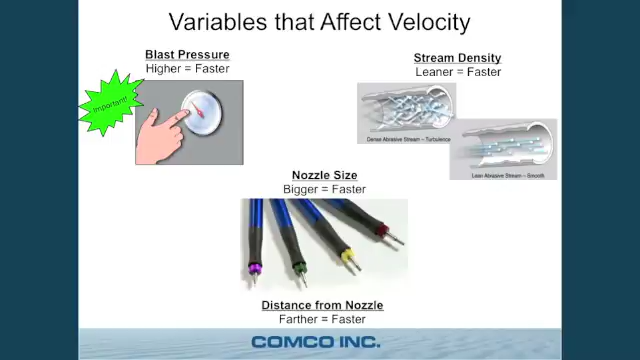 Variables that Affect Velocity
Blast Pressure
Higher = Faster
Important!
Stream Density
Leaner = Faster
Dense Abrasive Stream – Turbulence
Lean Abrasive Stream – Smooth
Nozzle Size
Bigger = Faster
Distance from Nozzle
Farther = Faster
COMCO INC.